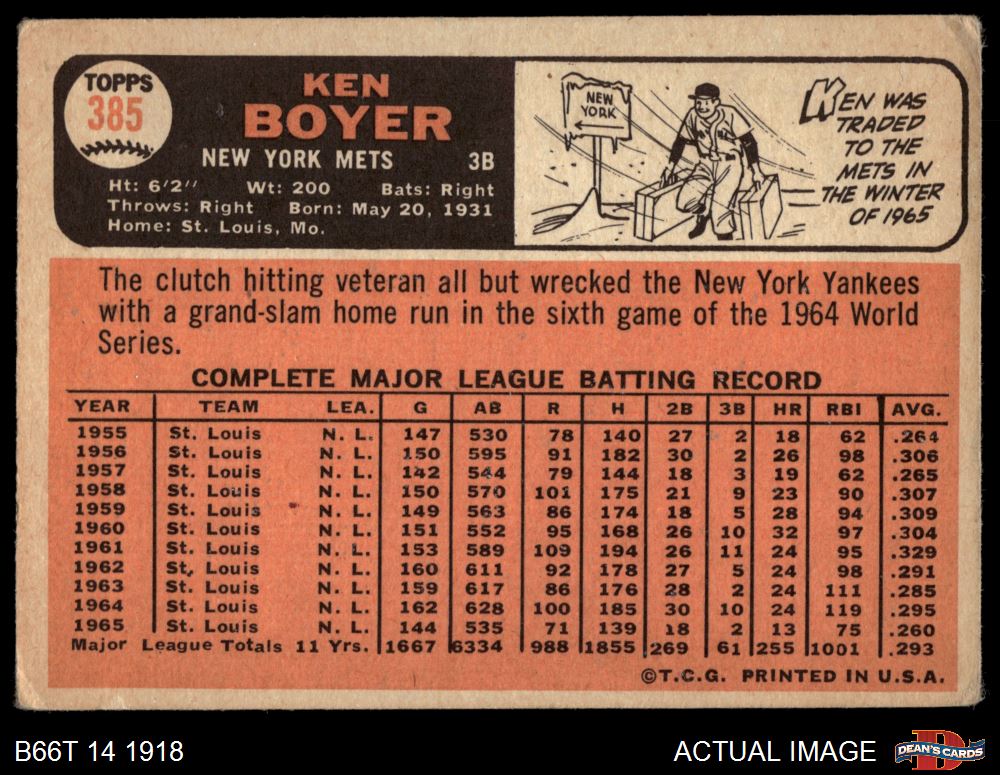 TOPPS
385
KEN
BOYER
NEW YORK METS 3B
Ht: 6'2" Wt: 200 Bats: Right
Throws: Right Born: May 20, 1931
Home: St. Louis, Mo.
NEW
YORK
KEN WAS
TRADED
TO THE
METS IN
THE WINTER
OF 1965
The clutch hitting veteran all but wrecked the New York Yankees
with a grand-slam home run in the sixth game of the 1964 World
Series.
COMPLETE MAJOR LEAGUE BATTING RECORD
YEAR TEAM LEA. G AB R H 2B 3B HR RBI AVG.
1955 St. Louis N. L. 147 530 78 140 27 2 18 62 .264
1956 St. Louis N. L. 150 595 91 182 30 2 26 98 .306
1957 St. Louis N. L. 142 544 79 144 18 3 19 62 .265
1958 St. Louis N. L. 150 570 101 175 21 9 23 90 .307
1959 St. Louis N. L. 149 563 86 174 18 5 28 94 .309
1960 St. Louis N. L. 151 552 95 168 26 10 32 97 .304
1961 St. Louis N. L. 153 589 109 194 26 11 24 95 .329
1962 St. Louis N. L. 160 611 92 178 27 5 24 98 .291
1963 St. Louis N. L. 159 617 86 176 28 2 24 111 .285
1964 St. Louis N. L. 162 628 100 185 30 10 24 119 .295
1965 St. Louis N. L. 144 535 71 139 18 2 13 75 .260
Major League Totals 11 Yrs. 1667 6334 988 1855 269 61 255 1001 .293
©T.C.G. PRINTED IN U.S.A.
B66T 14 1918
ACTUAL IMAGE
DEAN'S CARDS